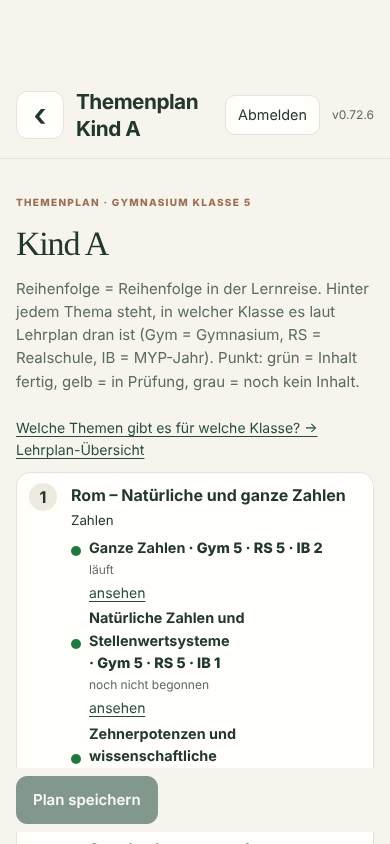 ‹
Themenplan
Kind A
Abmelden
v0.72.6
THEMENPLAN · GYMNASIUM KLASSE 5
Kind A
Reihenfolge = Reihenfolge in der Lernreise. Hinter
jedem Thema steht, in welcher Klasse es laut
Lehrplan dran ist (Gym = Gymnasium, RS =
Realschule, IB = MYP-Jahr). Punkt: grün = Inhalt
fertig, gelb = in Prüfung, grau = noch kein Inhalt.
Welche Themen gibt es für welche Klasse? →
Lehrplan-Übersicht
1
Rom – Natürliche und ganze Zahlen
Zahlen
Ganze Zahlen · Gym 5 · RS 5 · IB 2
läuft
ansehen
Natürliche Zahlen und
Stellenwertsysteme
· Gym 5 · RS 5 · IB 1
noch nicht begonnen
ansehen
Zehnerpotenzen und
wissenschaftliche
Plan speichern